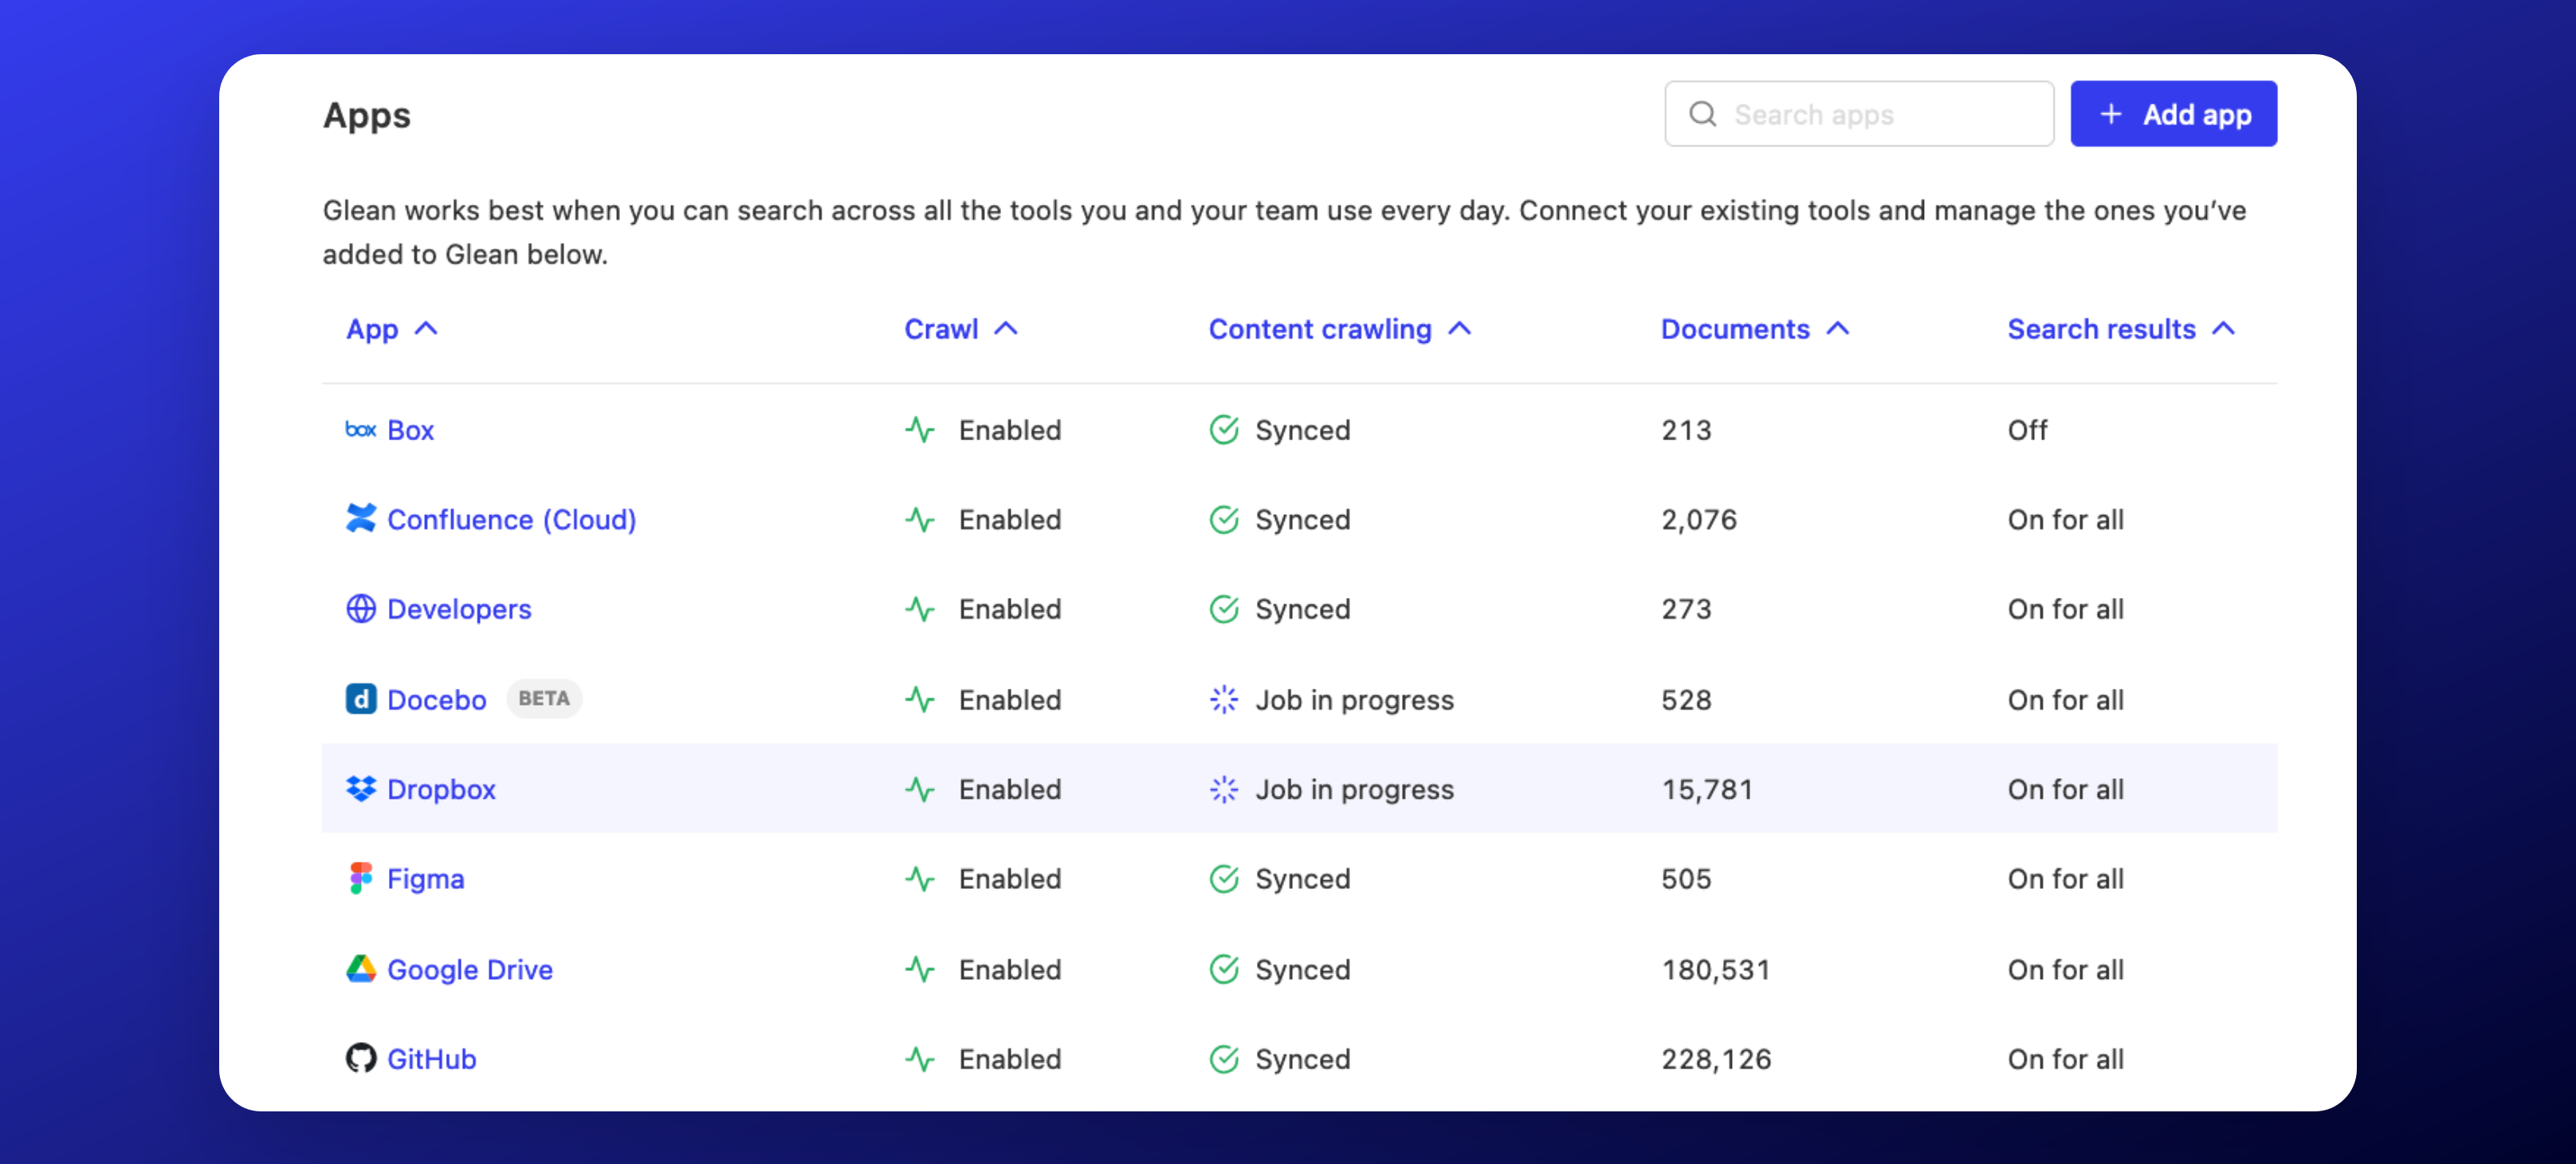 Apps
Search apps
+ Add app
Glean works best when you can search across all the tools you and your team use every day. Connect your existing tools and manage the ones you’ve
added to Glean below.
App Crawl Content crawling Documents Search results
box Box Enabled Synced 213 Off
Confluence (Cloud) Enabled Synced 2,076 On for all
Developers Enabled Synced 273 On for all
d Docebo BETA Enabled Job in progress 528 On for all
Dropbox Enabled Job in progress 15,781 On for all
Figma Enabled Synced 505 On for all
Google Drive Enabled Synced 180,531 On for all
GitHub Enabled Synced 228,126 On for all